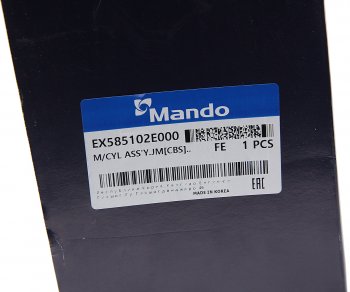 Mando
EX585102E000
M/CYL ASS'Y.JM[CBS]..
FE 1 PCS
MADE IN KOREA
EAC